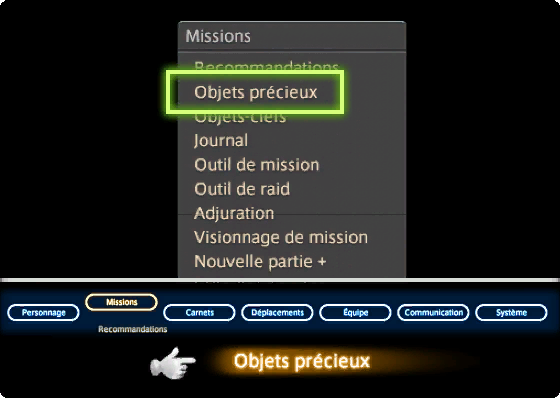 Missions
Recommandations
Objets précieux
Objets-clefs
Journal
Outil de mission
Outil de raid
Adjuration
Visionnage de mission
Nouvelle partie +
Personnage Missions Carnets Déplacements Équipe Communication Système
Recommandations
Objets précieux